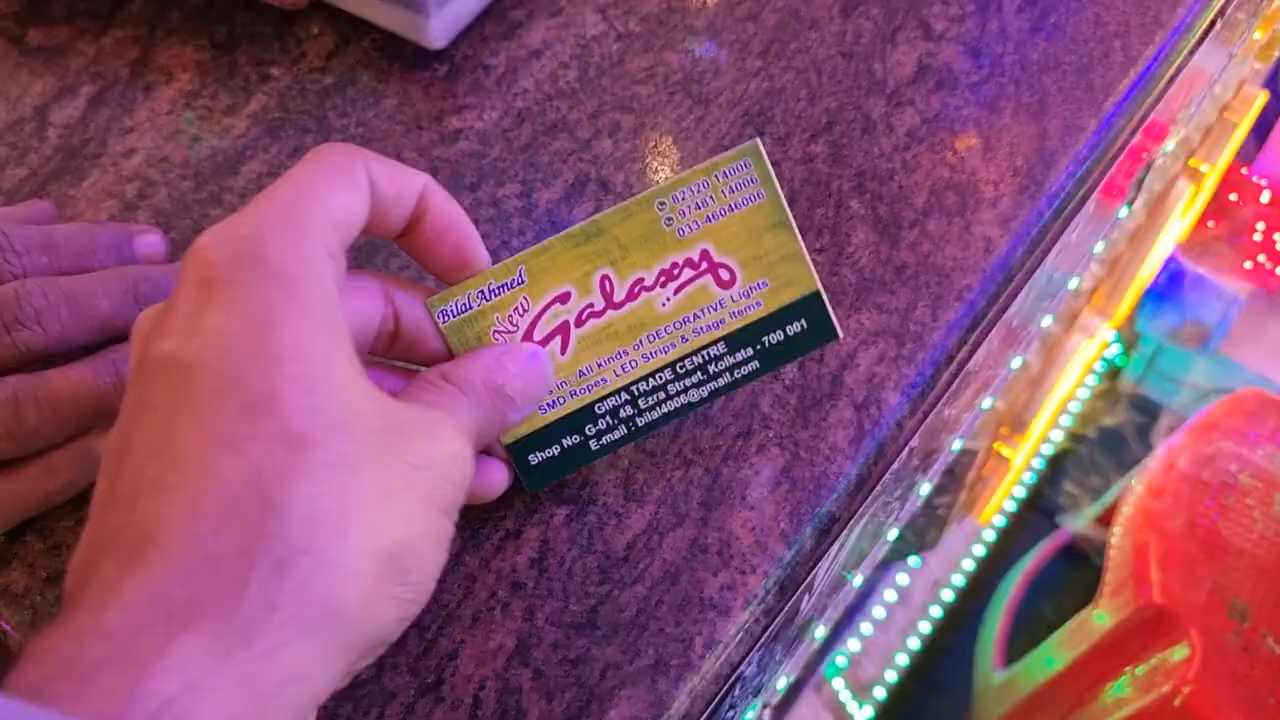 82320 14006
97481 14006
033-46046006
Bilal Ahmed
New
Galaxy
in : All kinds of DECORATIVE Lights
SMD Ropes, LED Strips & Stage items
GIRIA TRADE CENTRE
Shop No. G-01, 48, Ezra Street, Kolkata - 700 001
E-mail : bilal4006@gmail.com